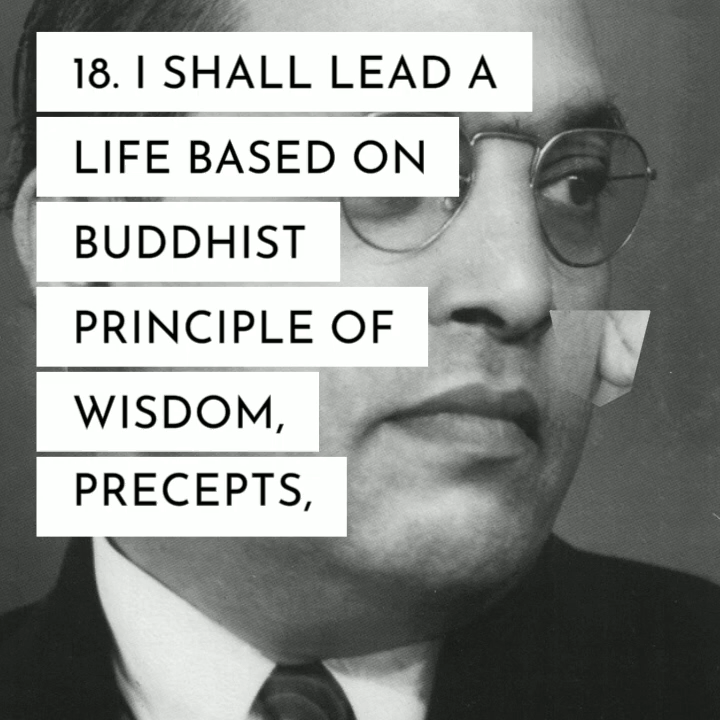 18. I SHALL LEAD A
LIFE BASED ON
BUDDHIST
PRINCIPLE OF
WISDOM,
PRECEPTS,